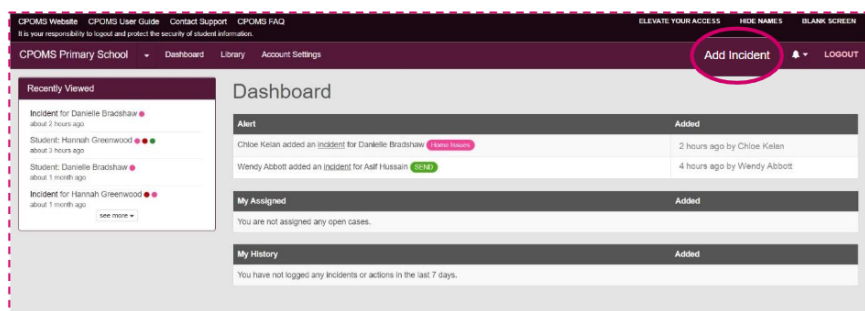 CPOMS Website CPOMS User Guide Contact Support CPOMS FAQ ELEVATE YOUR ACCESS HIDE NAMES BLANK SCREEN
It is your responsibility to logout and protect the security of student information.
CPOMS Primary School Dashboard Library Account Settings Add Incident LOGOUT
Recently Viewed
Incident for Danielle Bradshaw
about 2 hours ago
Student: Hannah Greenwood
about 3 hours ago
Student: Danielle Bradshaw
about 1 month ago
Incident for Hannah Greenwood
about 1 month ago
see more
Dashboard
Alert Added
Chloe Kelan added an incident for Danielle Bradshaw Home Issues 2 hours ago by Chloe Kelan
Wendy Abbott added an incident for Asif Hussain SEND 4 hours ago by Wendy Abbott
My Assigned Added
You are not assigned any open cases.
My History Added
You have not logged any incidents or actions in the last 7 days.